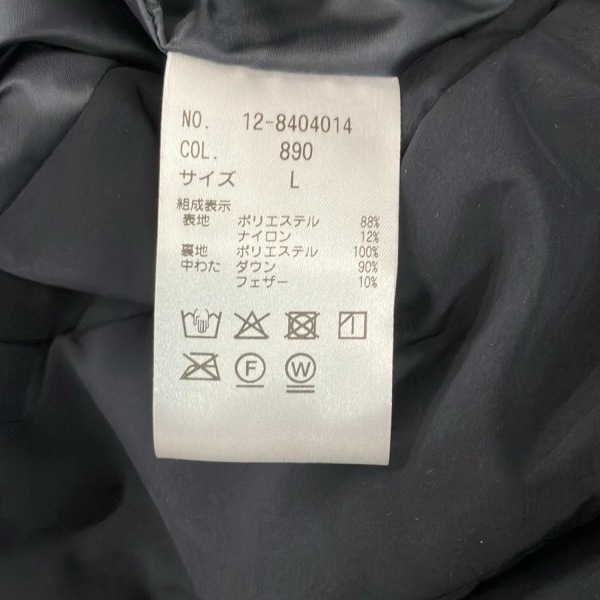 NO. 12-8404014
COL. 890
サイズ L
組成表示
表地 ポリエステル 88%
ナイロン 12%
裏地 ポリエステル 100%
中わた ダウン 90%
フェザー 10%
F W